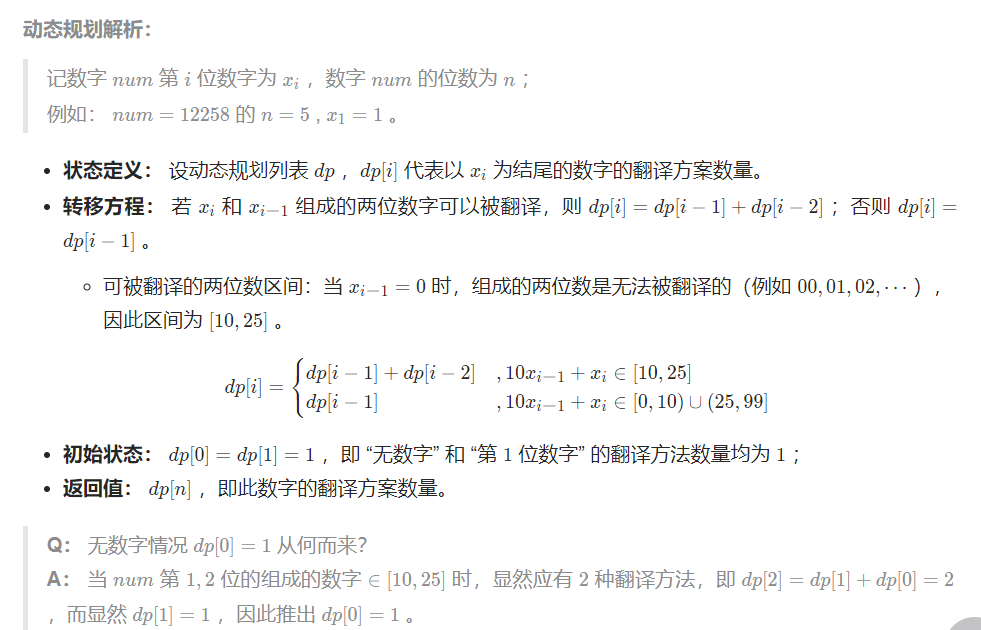 动态规划解析：
记数字 num 第 i 位数字为 x_i ，数字 num 的位数为 n ；
例如： num = 12258 的 n = 5 , x_1 = 1 。
• 状态定义： 设动态规划列表 dp ，dp[i] 代表以 x_i 为结尾的数字的翻译方案数量。
• 转移方程： 若 x_i 和 x_{i−1} 组成的两位数字可以被翻译，则 dp[i] = dp[i − 1] + dp[i − 2] ；否则 dp[i] =
dp[i − 1] 。
◦ 可被翻译的两位数区间：当 x_{i−1} = 0 时，组成的两位数是无法被翻译的（例如 00, 01, 02, ⋯ ），
因此区间为 [10, 25] 。
dp[i] = { dp[i − 1] + dp[i − 2] , 10x_{i−1} + x_i ∈ [10, 25]
dp[i − 1] , 10x_{i−1} + x_i ∈ [0, 10) ∪ (25, 99]
• 初始状态： dp[0] = dp[1] = 1 ，即 “无数字” 和 “第 1 位数字” 的翻译方法数量均为 1 ；
• 返回值： dp[n] ，即此数字的翻译方案数量。
Q： 无数字情况 dp[0] = 1 从何而来？
A： 当 num 第 1, 2 位的组成的数字 ∈ [10, 25] 时，显然应有 2 种翻译方法，即 dp[2] = dp[1] + dp[0] = 2
，而显然 dp[1] = 1 ，因此推出 dp[0] = 1 。